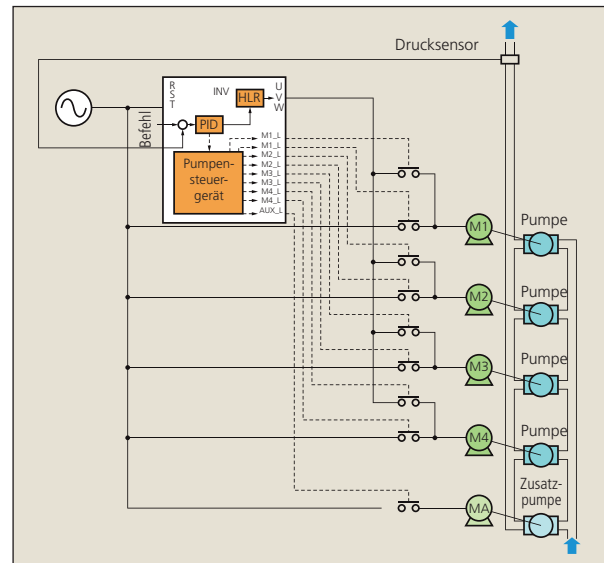 Drucksensor
R
S
T
INV
U
V
W
HLR
Befehl
PID
Pumpen-
steuer-
gerät
M1_L
M1_L
M2_L
M2_L
M3_L
M3_L
M4_L
M4_L
AUX_L
M1
Pumpe
M2
Pumpe
M3
Pumpe
M4
Pumpe
MA
Zusatz-
pumpe